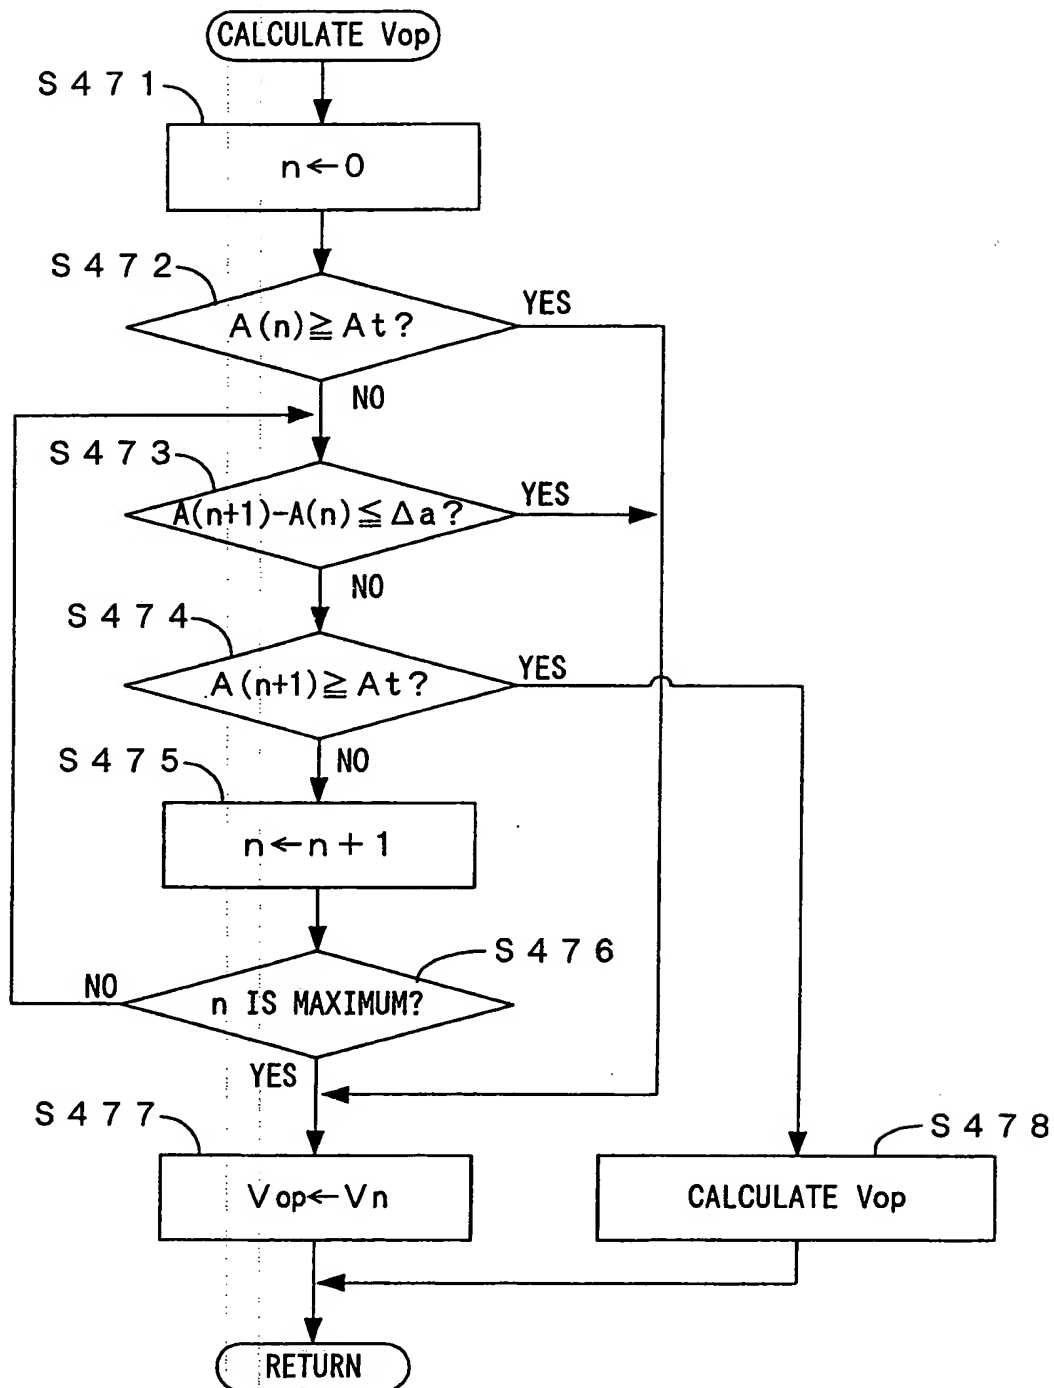 CALCULATE Vop
S471
n←0
S472
A(n)≧At?
YES
NO
S473
A(n+1)-A(n)≦Δa?
YES
NO
S474
A(n+1)≧At?
YES
NO
S475
n←n+1
S476
n IS MAXIMUM?
NO
YES
S477
Vop←Vn
S478
CALCULATE Vop
RETURN